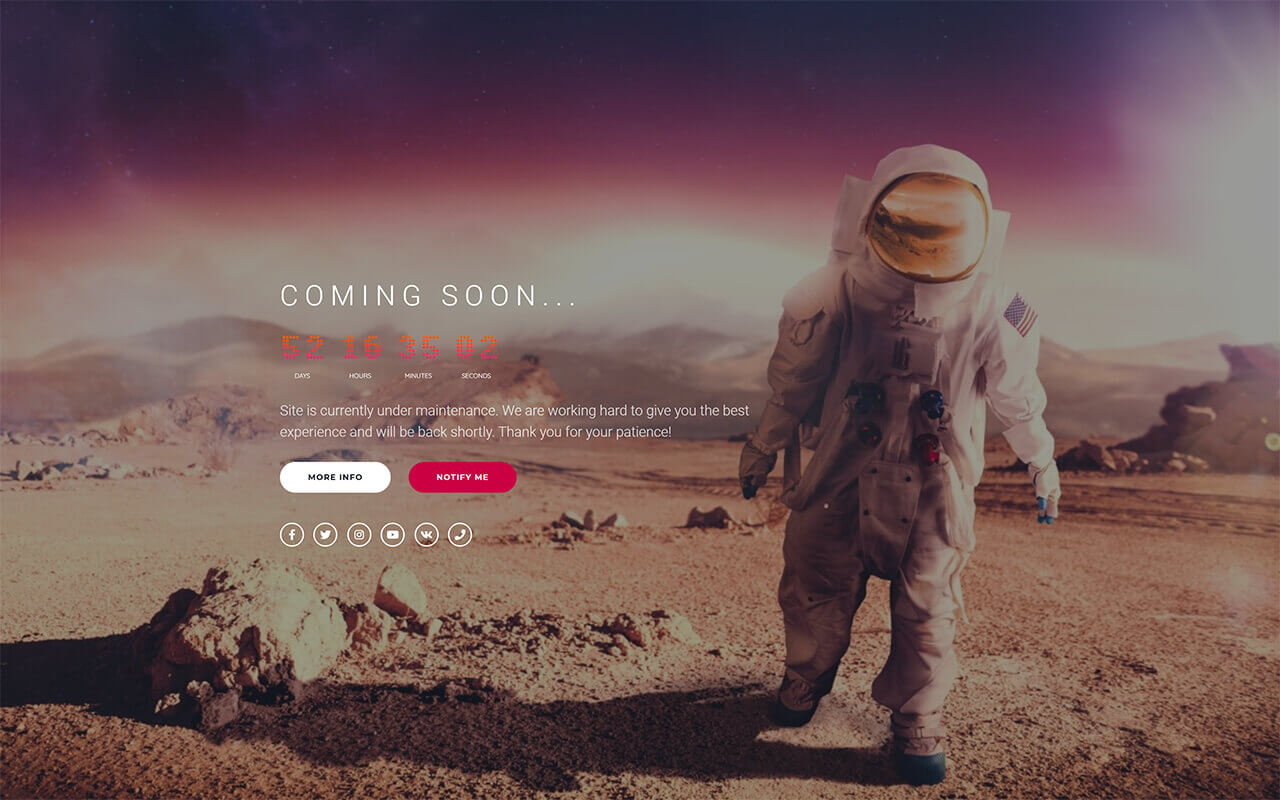 COMING SOON...
52 16 35 02
DAYS HOURS MINUTES SECONDS
Site is currently under maintenance. We are working hard to give you the best
experience and will be back shortly. Thank you for your patience!
MORE INFO NOTIFY ME